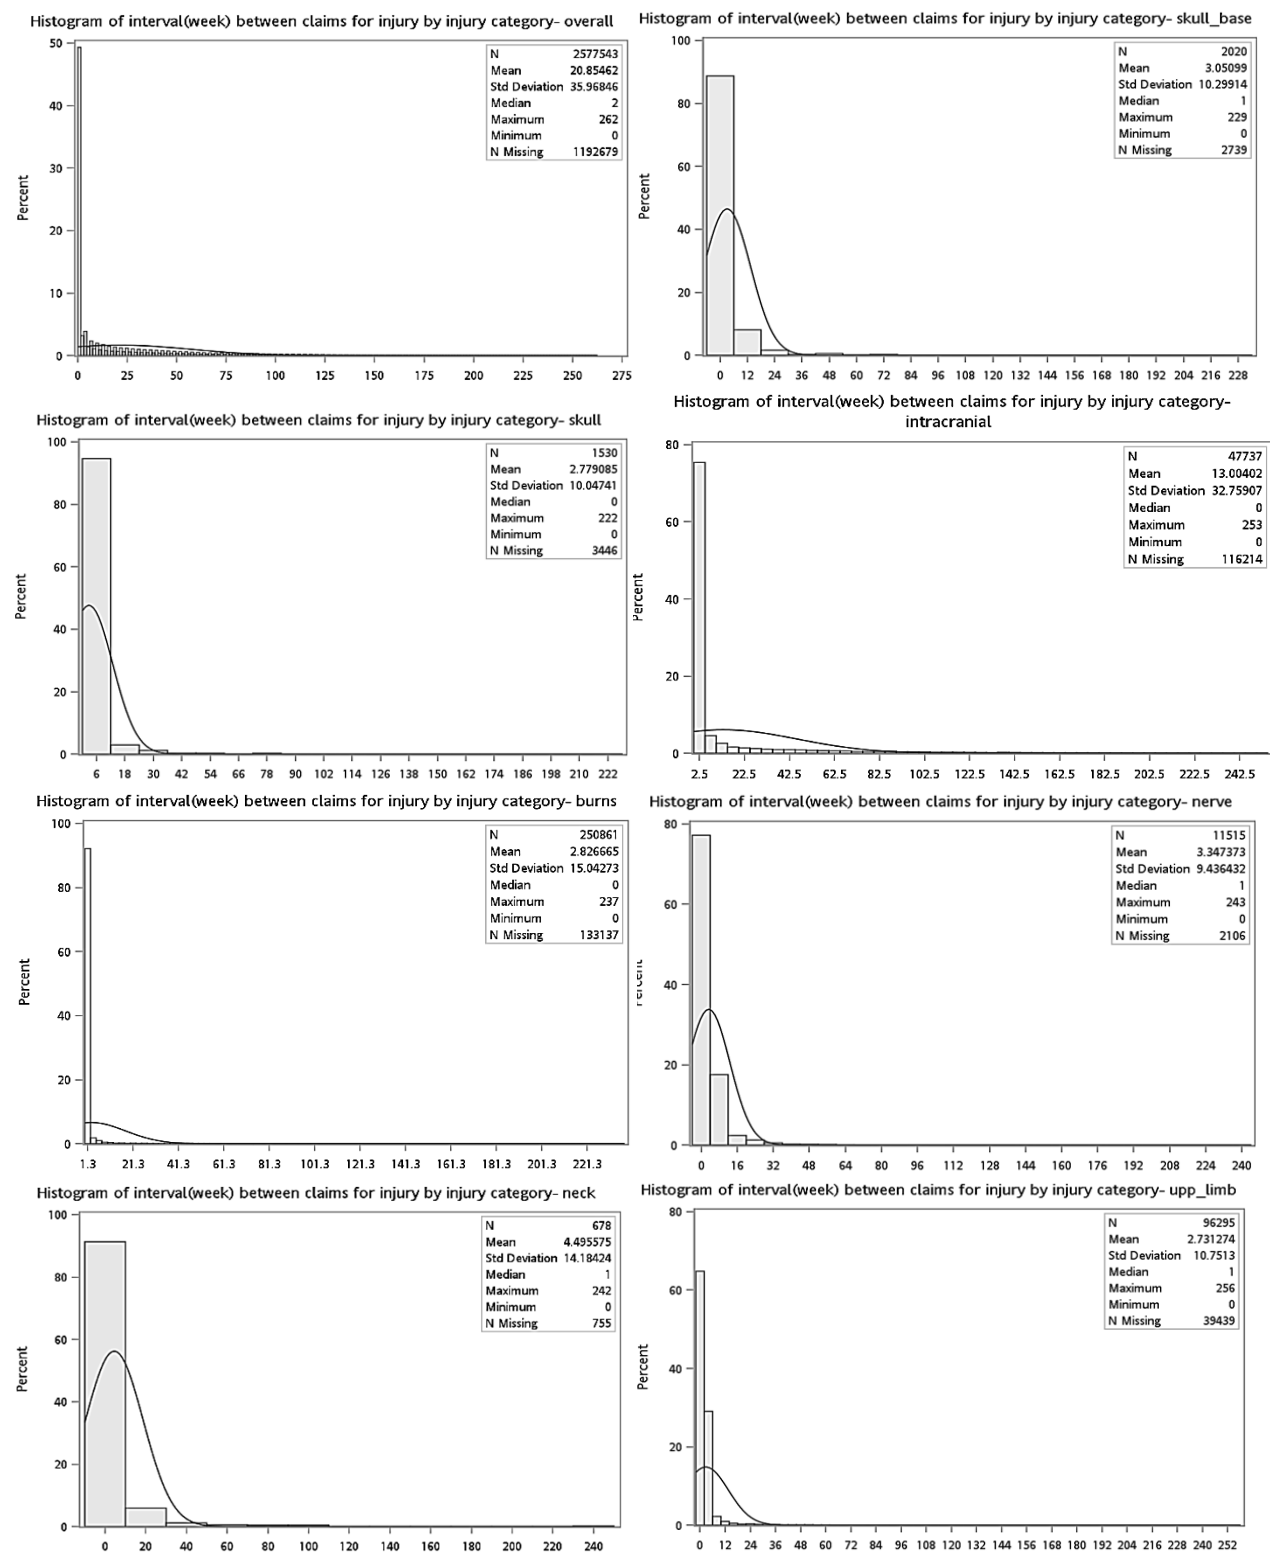 Histogram of interval(week) between claims for injury by injury category- overall
50
40
30
20
10
0
Percent
N 2577543
Mean 20.85462
Std Deviation 35.96846
Median 2
Maximum 262
Minimum 0
N Missing 1192679
0 25 50 75 100 125 150 175 200 225 250 275
Histogram of interval(week) between claims for injury by injury category- skull_base
100
80
60
40
20
0
Percent
N 2020
Mean 3.05099
Std Deviation 10.29914
Median 1
Maximum 229
Minimum 0
N Missing 2739
0 12 24 36 48 60 72 84 96 108 120 132 144 156 168 180 192 204 216 228
Histogram of interval(week) between claims for injury by injury category- skull
100
80
60
40
20
0
Percent
N 1530
Mean 2.779085
Std Deviation 10.04741
Median 0
Maximum 222
Minimum 0
N Missing 3446
6 18 30 42 54 66 78 90 102 114 126 138 150 162 174 186 198 210 222
Histogram of interval(week) between claims for injury by injury category-
intracranial
80
60
40
20
0
Percent
N 47737
Mean 13.00402
Std Deviation 32.75907
Median 0
Maximum 253
Minimum 0
N Missing 116214
2.5 22.5 42.5 62.5 82.5 102.5 122.5 142.5 162.5 182.5 202.5 222.5 242.5
Histogram of interval(week) between claims for injury by injury category- burns
100
80
60
40
20
0
Percent
N 250861
Mean 2.826665
Std Deviation 15.04273
Median 0
Maximum 237
Minimum 0
N Missing 133137
1.3 21.3 41.3 61.3 81.3 101.3 121.3 141.3 161.3 181.3 201.3 221.3
Histogram of interval(week) between claims for injury by injury category- nerve
80
60
40
20
0
Percent
N 11515
Mean 3.347373
Std Deviation 9.436432
Median 1
Maximum 243
Minimum 0
N Missing 2106
0 16 32 48 64 80 96 112 128 144 160 176 192 208 224 240
Histogram of interval(week) between claims for injury by injury category- neck
100
80
60
40
20
0
Percent
N 678
Mean 4.495575
Std Deviation 14.18424
Median 1
Maximum 242
Minimum 0
N Missing 755
0 20 40 60 80 100 120 140 160 180 200 220 240
Histogram of interval(week) between claims for injury by injury category- upp_limb
80
60
40
20
0
Percent
N 96295
Mean 2.731274
Std Deviation 10.7513
Median 1
Maximum 256
Minimum 0
N Missing 39439
0 12 24 36 48 60 72 84 96 108 120 132 144 156 168 180 192 204 216 228 240 252